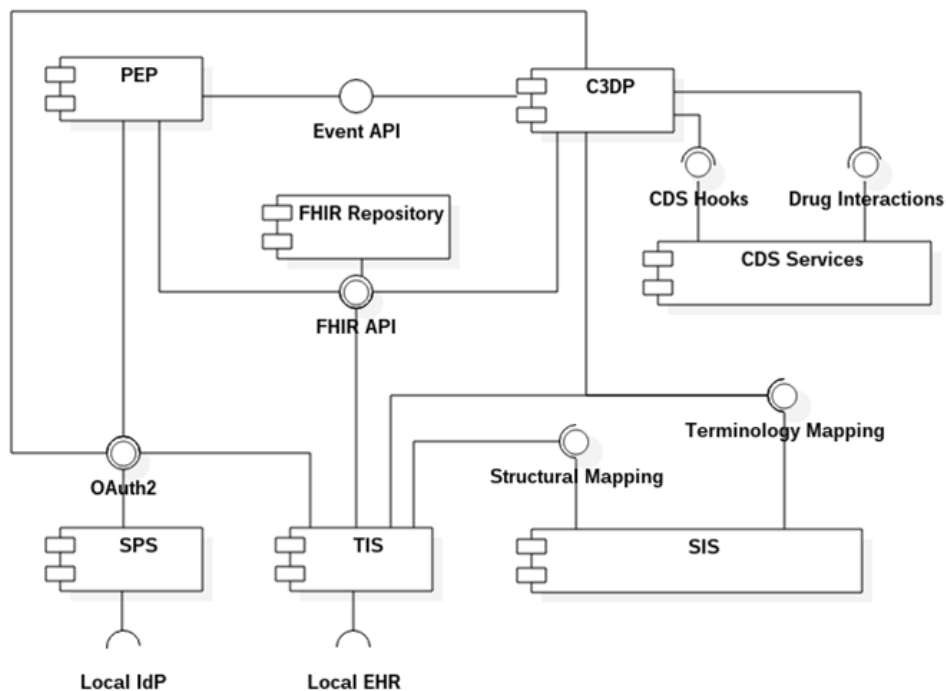 PEP
C3DP
Event API
CDS Hooks
Drug Interactions
FHIR Repository
CDS Services
FHIR API
Terminology Mapping
Structural Mapping
OAuth2
SPS
TIS
SIS
Local IdP
Local EHR